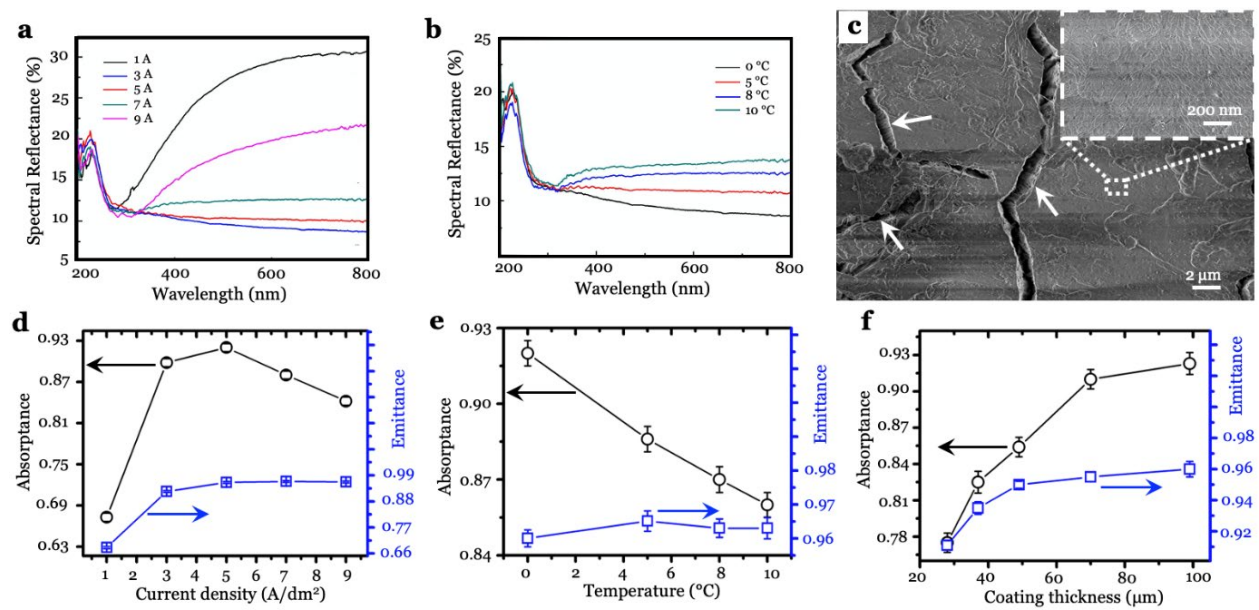 a
30
25
20
15
10
5
200
400
600
800
Spectral Reflectance (%)
Wavelength (nm)
1 A
3 A
5 A
7 A
9 A
b
25
20
15
10
200
400
600
800
Spectral Reflectance (%)
Wavelength (nm)
0 °C
5 °C
8 °C
10 °C
c
200 nm
2 µm
d
0.93
0.87
0.81
0.75
0.69
0.63
Absorptance
1 2 3 4 5 6 7 8 9
Current density (A/dm²)
0.99
0.88
0.77
0.66
Emittance
e
0.93
0.90
0.87
0.84
Absorptance
0 2 4 6 8 10
Temperature (°C)
0.98
0.97
0.96
Emittance
f
0.93
0.90
0.87
0.84
0.81
0.78
Absorptance
20 40 60 80 100
Coating thickness (µm)
0.98
0.96
0.94
0.92
Emittance